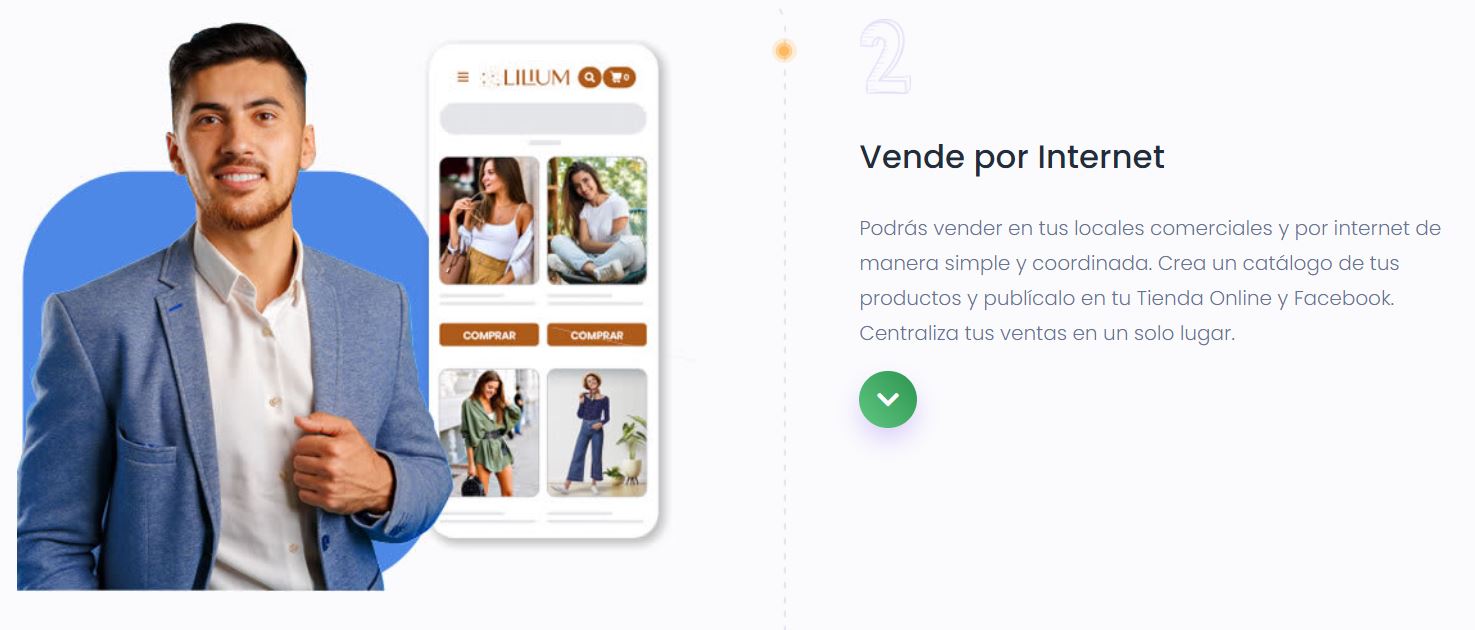 LILIUM
0
COMPRAR
COMPRAR
2
Vende por Internet
Podrás vender en tus locales comerciales y por internet de
manera simple y coordinada. Crea un catálogo de tus
productos y publícalo en tu Tienda Online y Facebook.
Centraliza tus ventas en un solo lugar.